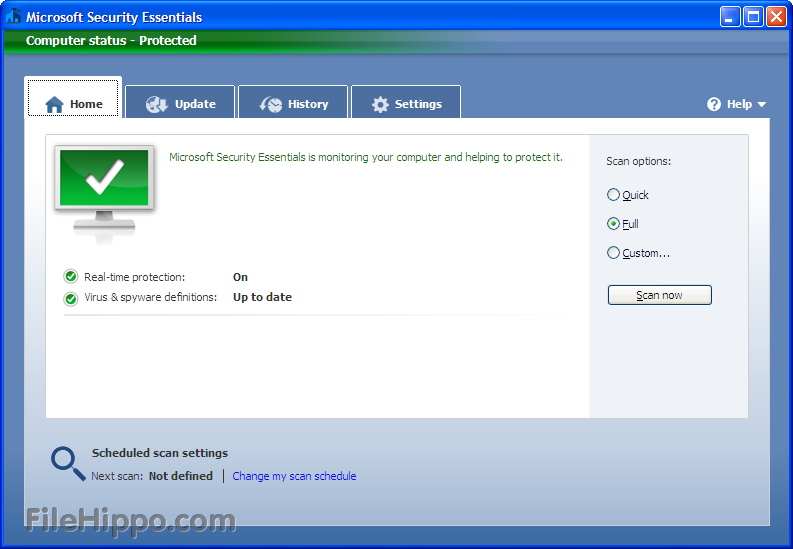 Microsoft Security Essentials
Computer status - Protected
Home
Update
History
Settings
Help
Microsoft Security Essentials is monitoring your computer and helping to protect it.
Real-time protection: On
Virus & spyware definitions: Up to date
Scan options:
Quick
Full
Custom...
Scan now
Scheduled scan settings
Next scan: Not defined | Change my scan schedule
FileHippo.com